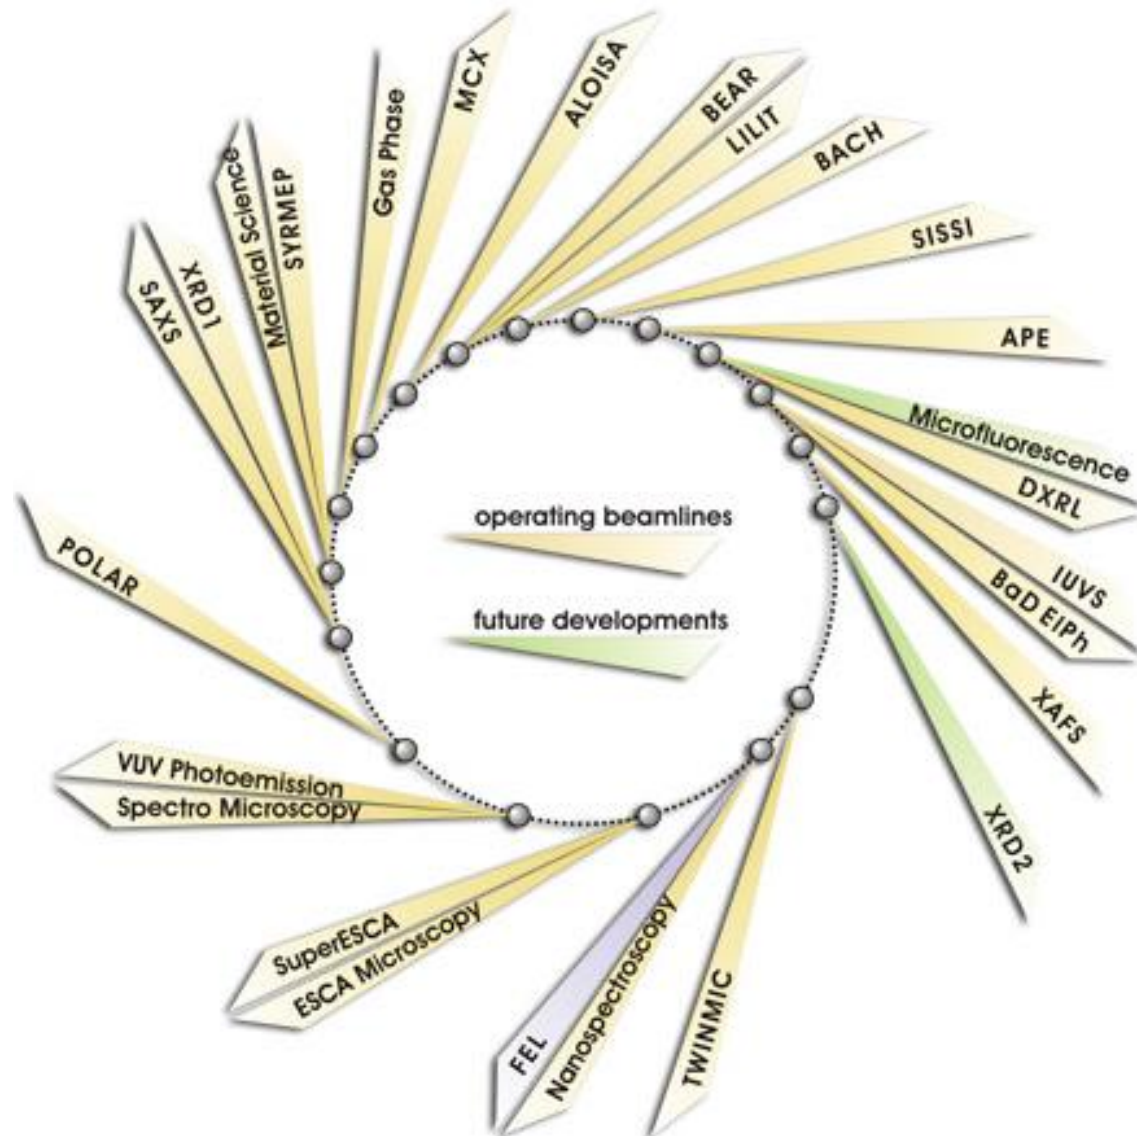 MCX
ALOISA
BEAR
LILIT
BACH
SISSI
APE
Microfluorescence
DXRL
IUVS
BaD ElPh
XAFS
XRD2
TWINMIC
Nanospectroscopy
FEL
ESCA Microscopy
SuperESCA
Spectro Microscopy
VUV Photoemission
POLAR
SAXS
XRD1
Material Science
SYRMEP
Gas Phase
operating beamlines
future developments